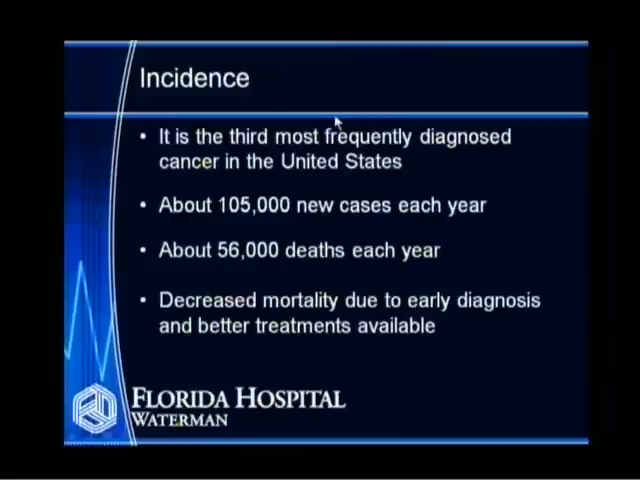 Incidence
• It is the third most frequently diagnosed
cancer in the United States
• About 105,000 new cases each year
• About 56,000 deaths each year
• Decreased mortality due to early diagnosis
and better treatments available
FLORIDA HOSPITAL
WATERMAN